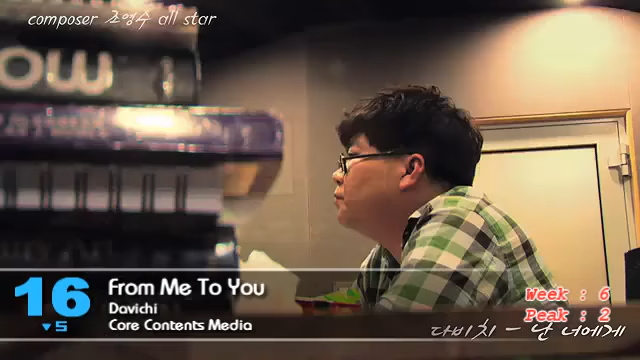 composer 조영수 all star
OW
16
▼5
From Me To You
Davichi
Core Contents Media
Week : 6
Peak : 2
다비치 - 난 너에게